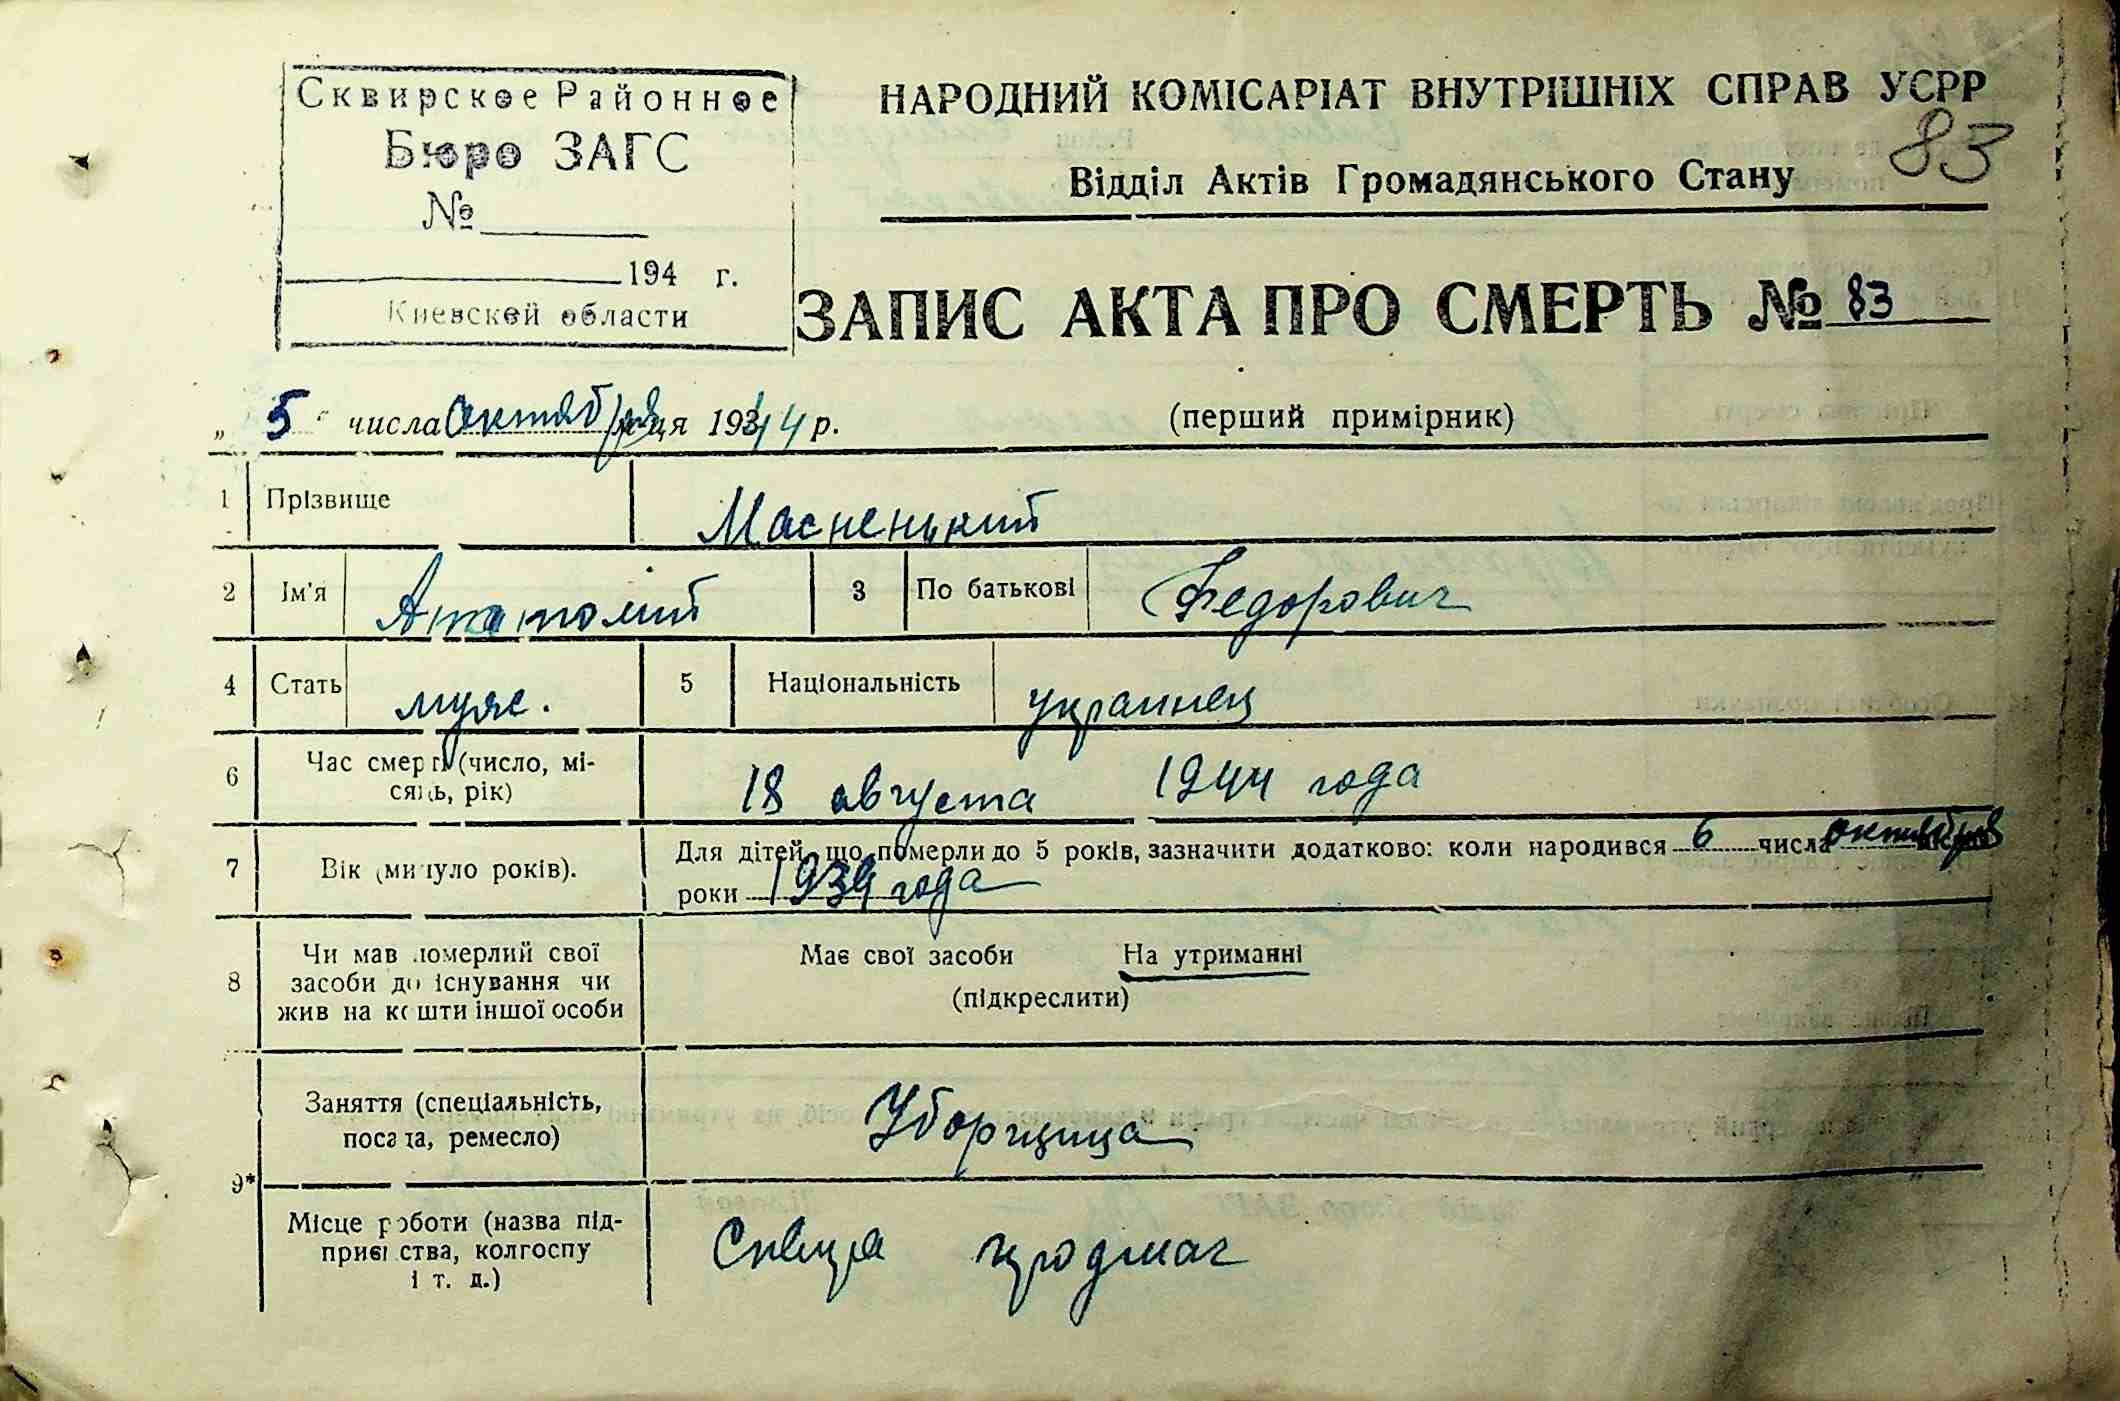 Сквирское Районное
Бюро ЗАГС
№
194 г.
Киевской области
НАРОДНИЙ КОМІСАРІАТ ВНУТРІШНІХ СПРАВ УСРР
83
Відділ Актів Громадянського Стану
ЗАПИС АКТА ПРО СМЕРТЬ № 83
„ 5 " числа октября місяця 1944 р. (перший примірник)
1 Прізвище Масненький
2 Ім'я Анатолий 3 По батькові Федорович
4 Стать муж. 5 Національність украинец
6 Час смерті (число, мі-
сяць, рік) 18 августа 1944 года
7 Вік (минуло років). Для дітей, що померли до 5 років, зазначити додатково: коли народився 6 числа октября
роки 1939 года
8 Чи мав померлий свої
засоби до існування чи
жив на кошти іншої особи
Має свої засоби На утриманні
(підкреслити)
9* Заняття (спеціальність,
посада, ремесло) Уборщица
Місце роботи (назва під-
приємства, колгоспу
і т. д.) Сквира продмаг